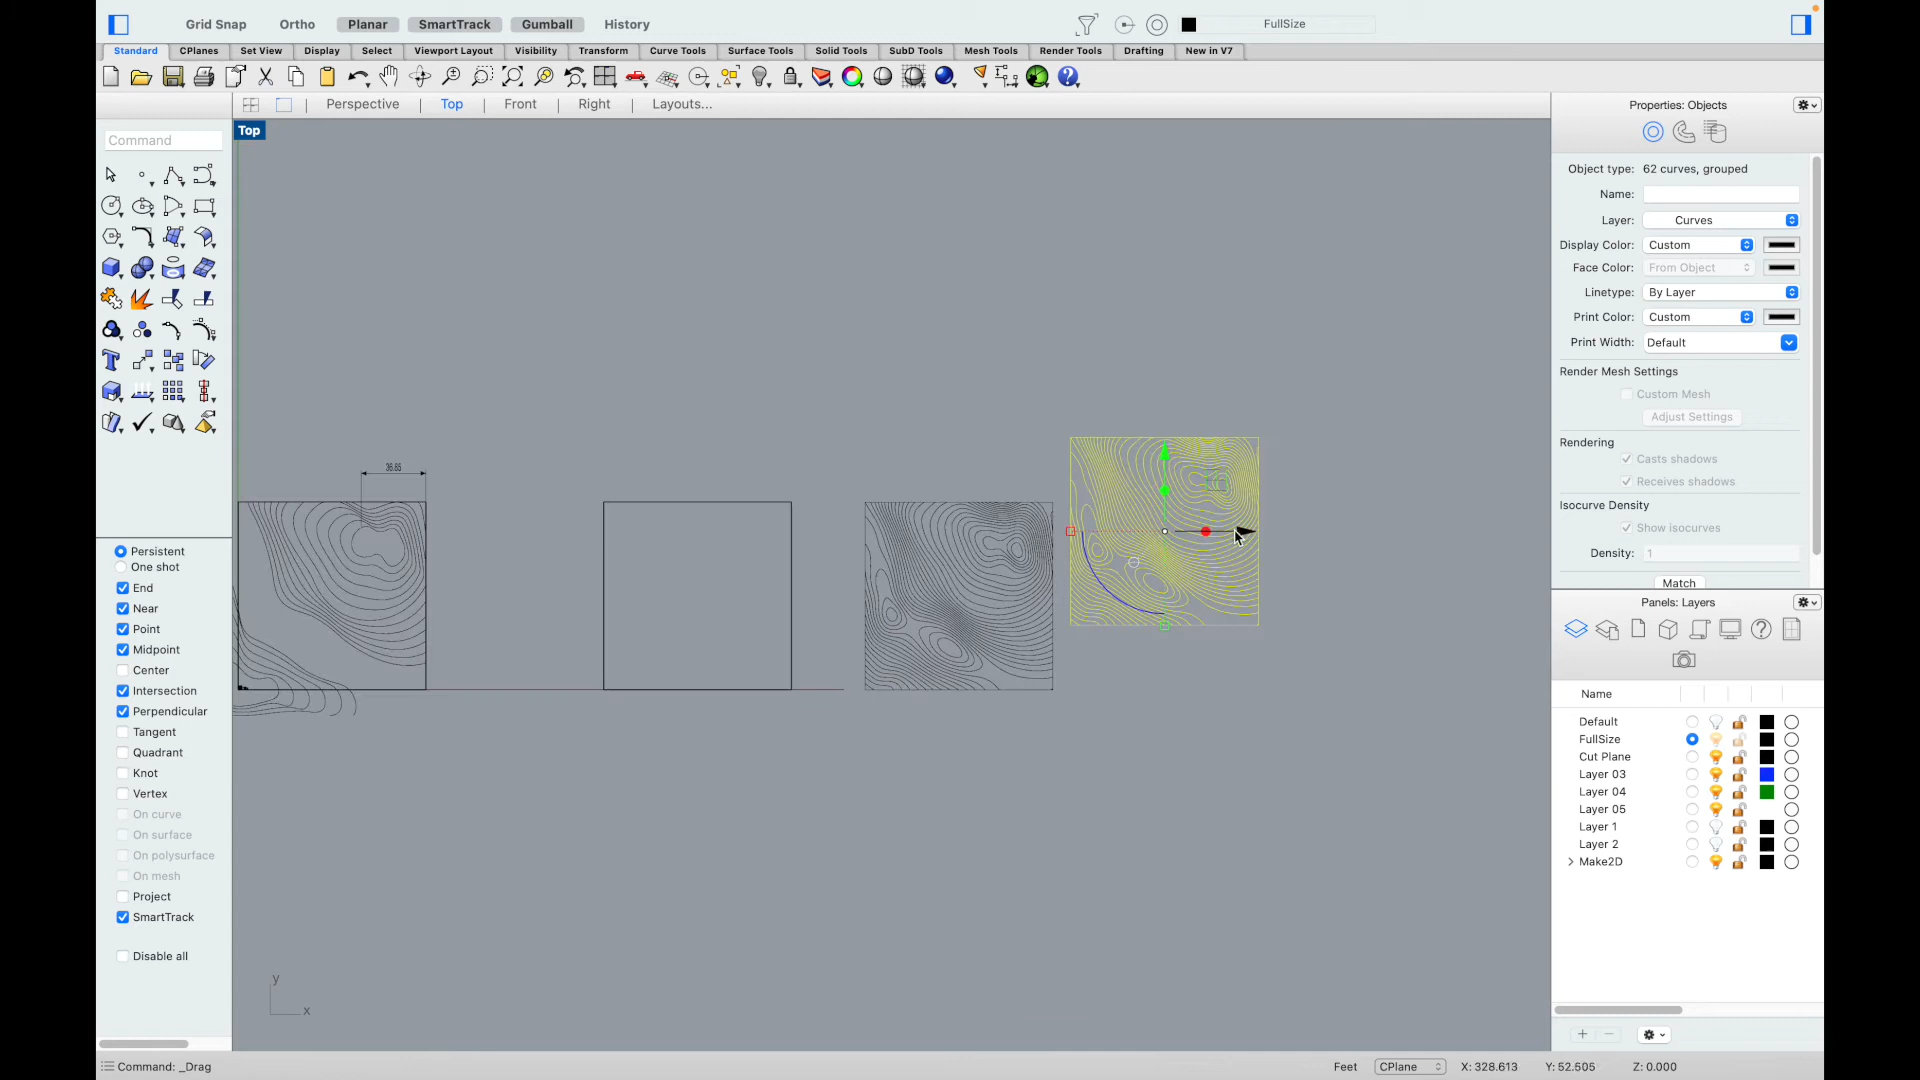 Grid Snap Ortho Planar SmartTrack Gumball History FullSize
Standard CPlanes Set View Display Select Viewport Layout Visibility Transform Curve Tools Surface Tools Solid Tools SubD Tools Mesh Tools Render Tools Drafting New in V7
Perspective Top Front Right Layouts...
Top
Command
36.85
Persistent
One shot
End
Near
Point
Midpoint
Center
Intersection
Perpendicular
Tangent
Quadrant
Knot
Vertex
On curve
On surface
On polysurface
On mesh
Project
SmartTrack
Disable all
y
x
Properties: Objects
Object type: 62 curves, grouped
Name:
Layer: Curves
Display Color: Custom
Face Color: From Object
Linetype: By Layer
Print Color: Custom
Print Width: Default
Render Mesh Settings
Custom Mesh
Adjust Settings
Rendering
Casts shadows
Receives shadows
Isocurve Density
Show isocurves
Density: 1
Match
Panels: Layers
Name
Default
FullSize
Cut Plane
Layer 03
Layer 04
Layer 05
Layer 1
Layer 2
Make2D
Command: _Drag
Feet CPlane X: 328.613 Y: 52.505 Z: 0.000